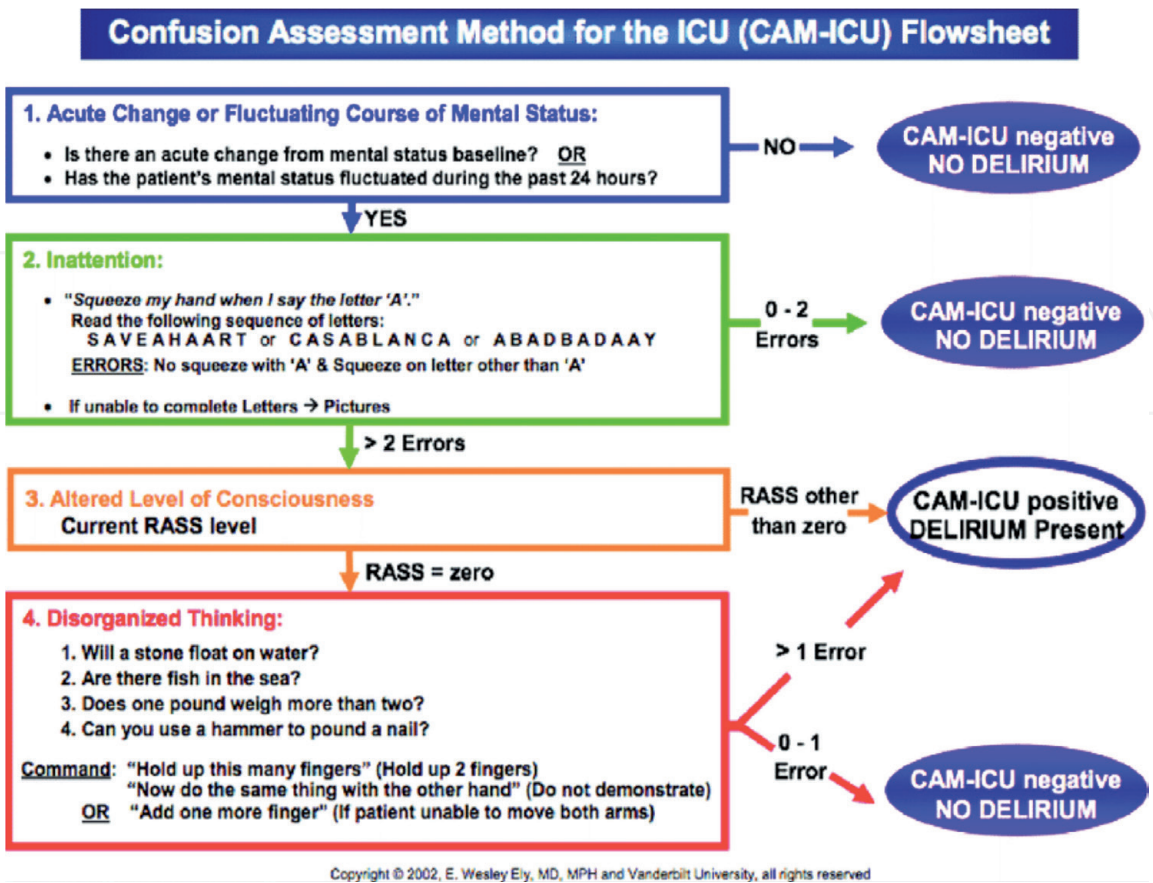 Confusion Assessment Method for the ICU (CAM-ICU) Flowsheet
1. Acute Change or Fluctuating Course of Mental Status:
• Is there an acute change from mental status baseline? OR
• Has the patient's mental status fluctuated during the past 24 hours?
NO
CAM-ICU negative
NO DELIRIUM
YES
2. Inattention:
• "Squeeze my hand when I say the letter 'A'."
Read the following sequence of letters:
S A V E A H A A R T or C A S A B L A N C A or A B A D B A D A A Y
ERRORS: No squeeze with 'A' & Squeeze on letter other than 'A'
• If unable to complete Letters → Pictures
0 - 2
Errors
CAM-ICU negative
NO DELIRIUM
> 2 Errors
3. Altered Level of Consciousness
Current RASS level
RASS other
than zero
CAM-ICU positive
DELIRIUM Present
RASS = zero
4. Disorganized Thinking:
1. Will a stone float on water?
2. Are there fish in the sea?
3. Does one pound weigh more than two?
4. Can you use a hammer to pound a nail?
Command: "Hold up this many fingers" (Hold up 2 fingers)
"Now do the same thing with the other hand" (Do not demonstrate)
OR "Add one more finger" (If patient unable to move both arms)
> 1 Error
0 - 1
Error
CAM-ICU negative
NO DELIRIUM
Copyright © 2002, E. Wesley Ely, MD, MPH and Vanderbilt University, all rights reserved